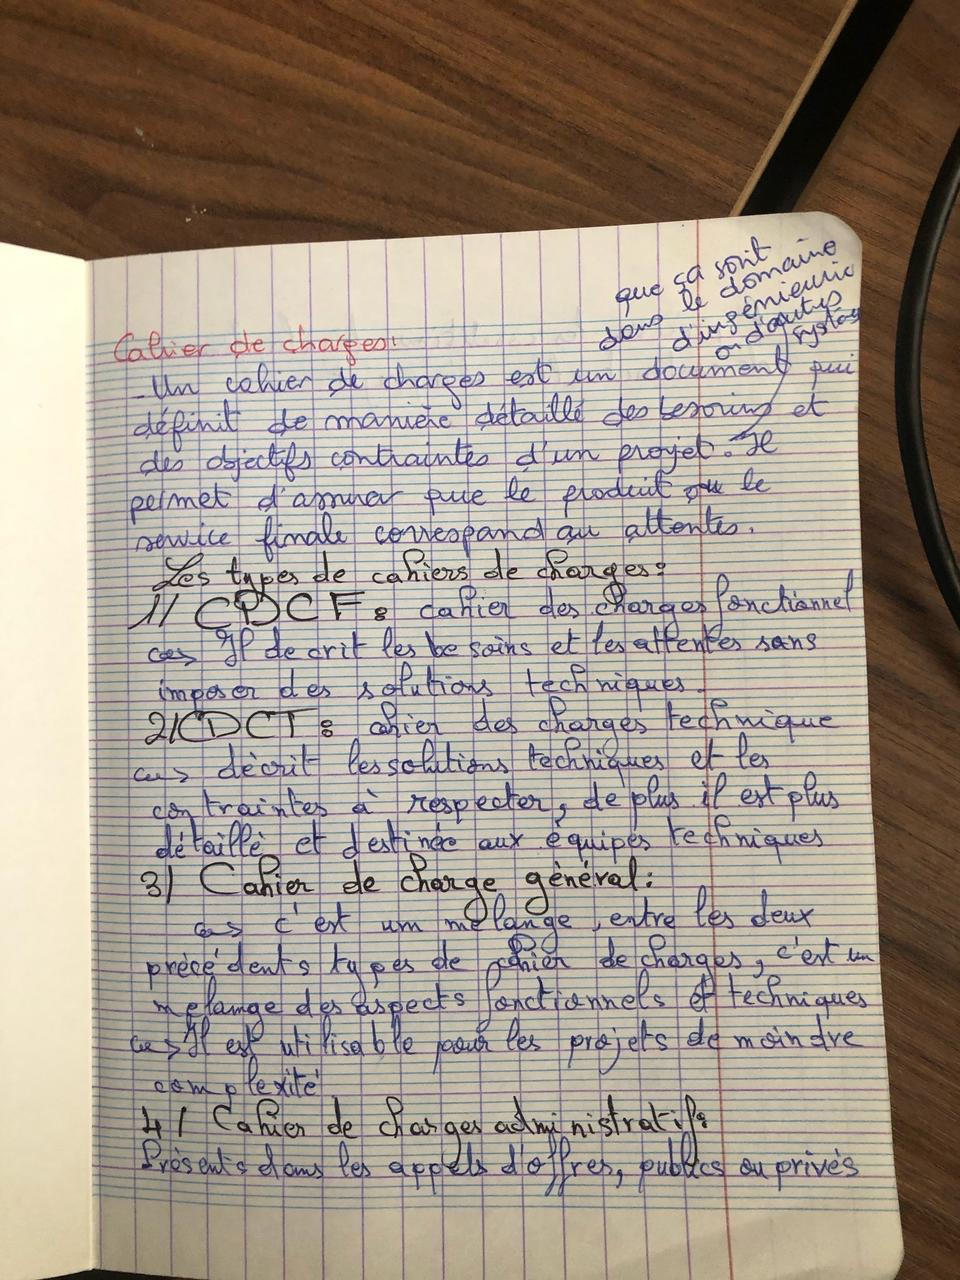 que ça soit
dans le domaine
d'ingénieurie
ou d'autres
Cahier de charges:
- Un cahier de charges est un document qui
définit de manière détaillé des besoins et
des objectifs contraintes d'un projet. Il
permet d'assurer que le produit ou le
service finale correspand au attentes.
Les types de cahiers de charges:
1/ CDCF: cahier des charges fonctionnel
Il decrit les besoins et les attentes sans
imposer des solutions techniques.
2/ CDCT: cahier des charges technique
décrit les solutions techniques et les
contraintes à respecter, de plus il est plus
détaillé et destinée aux équipes techniques
3/ Cahier de charge général:
c'est um mélange, entre les deux
précédents types de cahier de charges, c'est un
melange des aspects fonctionnels et techniques
Il est utilisable pour les projets de moindre
complexité
4/ Cahier de charges administratif:
Présents dans les appels d'offres, publics ou privés